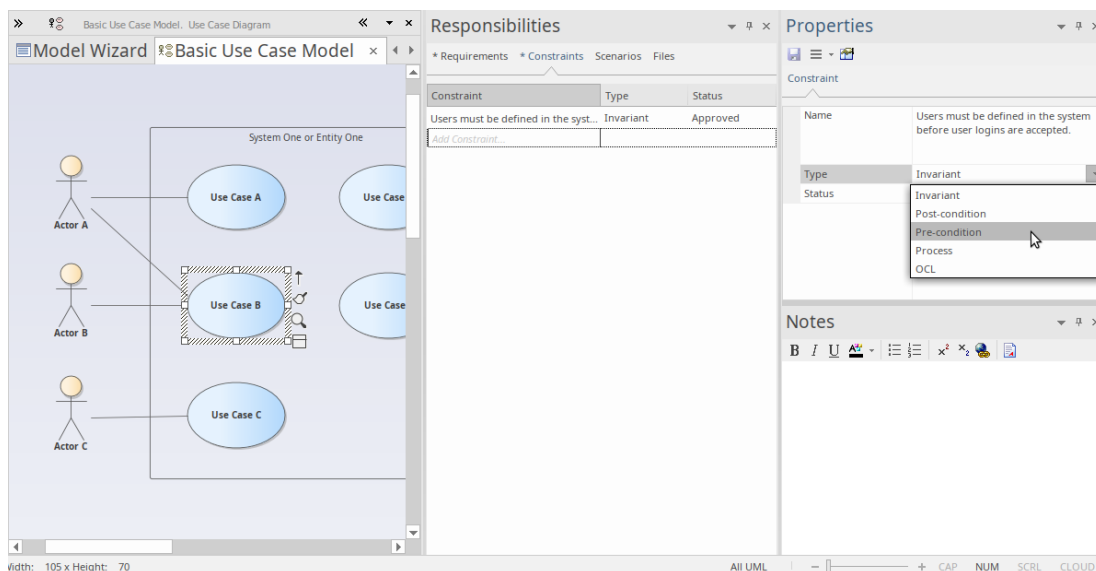 Basic Use Case Model. Use Case Diagram
Model Wizard
Basic Use Case Model
System One or Entity One
Use Case A
Use Case
Actor A
Use Case B
Use Case
Actor B
Use Case C
Actor C
Width: 105 x Height: 70
Responsibilities
* Requirements * Constraints Scenarios Files
Constraint Type Status
Users must be defined in the syst... Invariant Approved
Add Constraint...
Properties
Constraint
Name Users must be defined in the system
before user logins are accepted.
Type Invariant
Status
Invariant
Post-condition
Pre-condition
Process
OCL
Notes
B I U A x² x₂
All UML
CAP NUM SCRL CLOUD